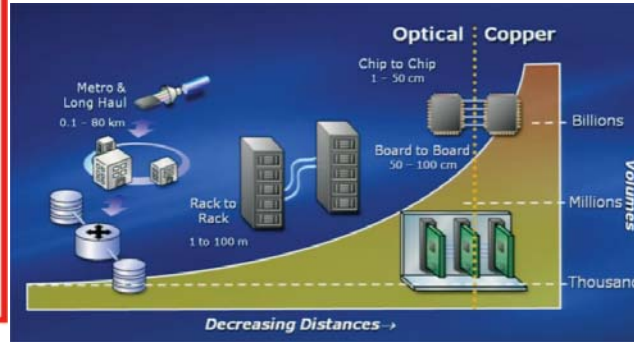 Optical
Copper
Chip to Chip
1 – 50 cm
Metro &
Long Haul
0.1 – 80 km
Billions
Board to Board
50 – 100 cm
Rack to
Rack
1 to 100 m
Millions
Volumes
Thousand
Decreasing Distances→